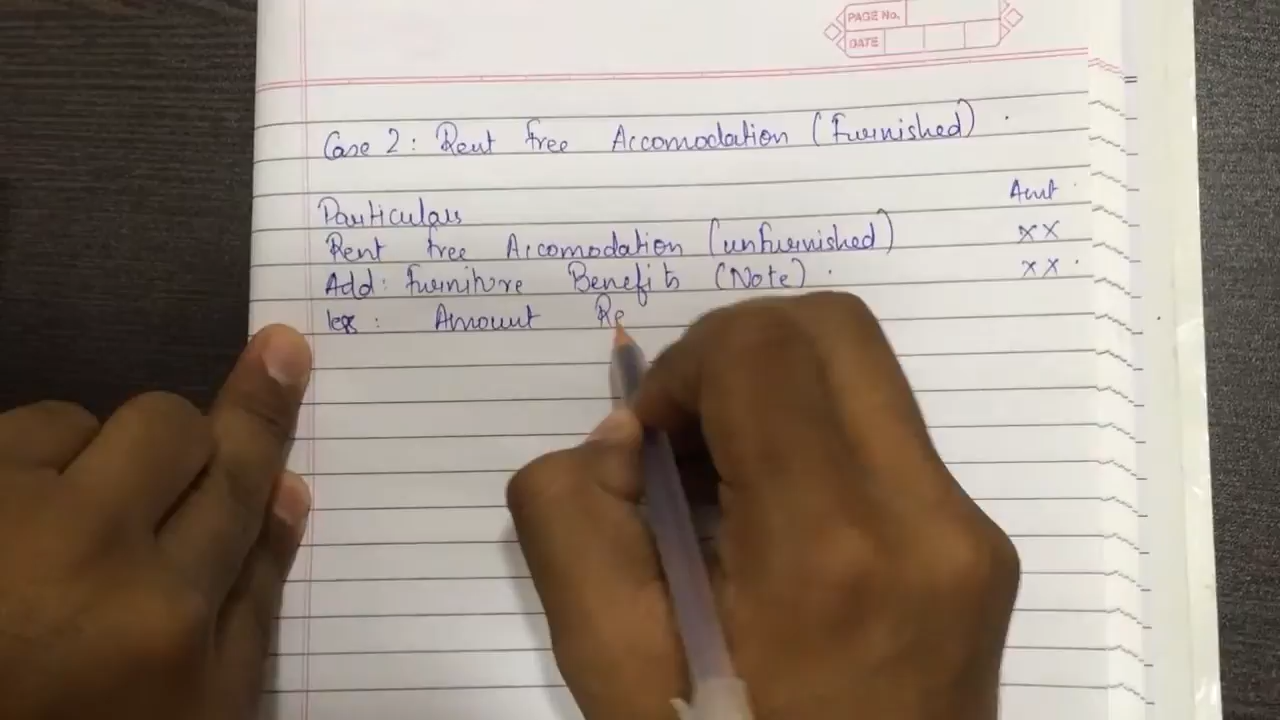 PAGE No.
DATE
Case 2: Rent free Accomodation (Furnished)
Particulars Amt
Rent free Accomodation (unfurnished) XX
Add: furniture Benefits (Note) XX
less: Amount Re